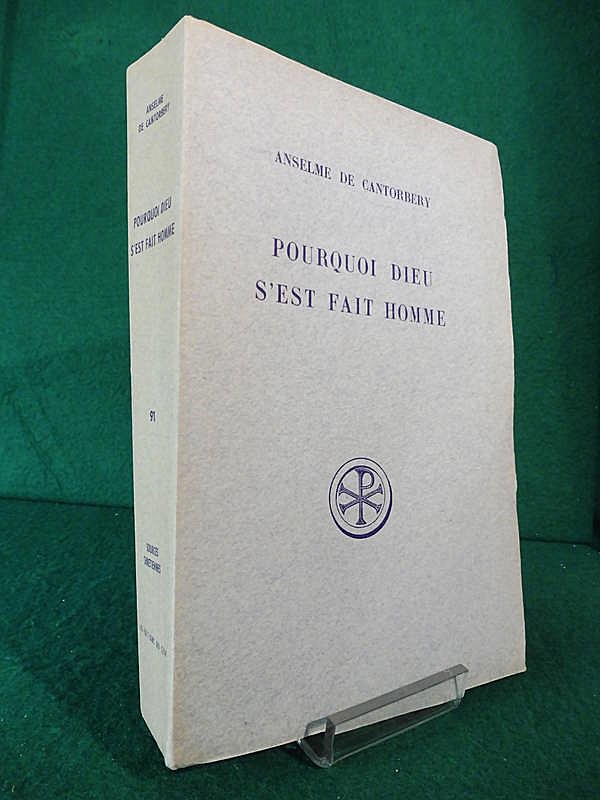 ANSELME
DE CANTORBERY
POURQUOI DIEU
S'EST FAIT HOMME
91
SOURCES
CHRÉTIENNES
ANSELME DE CANTORBERY
POURQUOI DIEU
S'EST FAIT HOMME